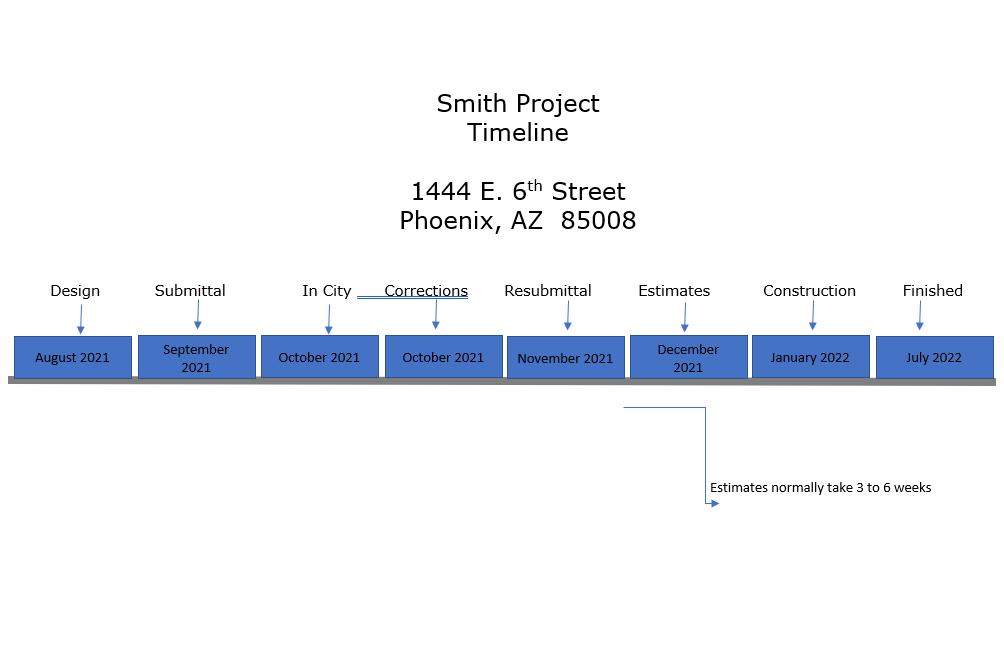 Smith Project
Timeline
1444 E. 6th Street
Phoenix, AZ  85008
Design Submittal In City Corrections Resubmittal Estimates Construction Finished
August 2021
September
2021
October 2021
October 2021
November 2021
December
2021
January 2022
July 2022
Estimates normally take 3 to 6 weeks